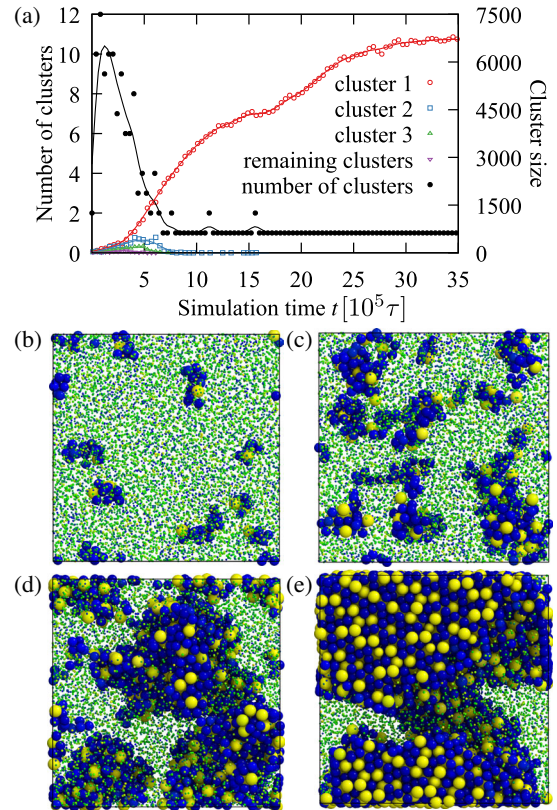 (a)
12
10
8
6
4
2
0
Number of clusters
7500
6000
4500
3000
1500
0
Cluster size
cluster 1
cluster 2
cluster 3
remaining clusters
number of clusters
5 10 15 20 25 30 35
Simulation time t [10⁵τ]
(b)
(c)
(d)
(e)